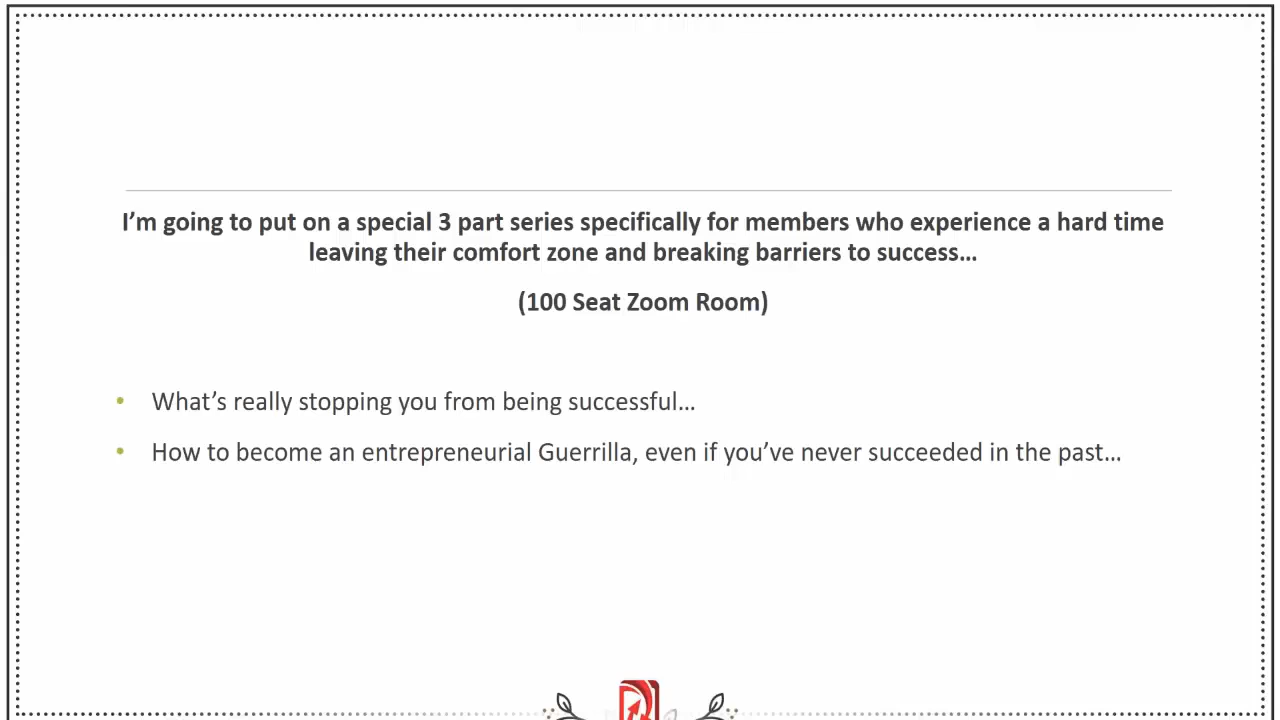 I’m going to put on a special 3 part series specifically for members who experience a hard time
leaving their comfort zone and breaking barriers to success…
(100 Seat Zoom Room)
• What’s really stopping you from being successful…
• How to become an entrepreneurial Guerrilla, even if you’ve never succeeded in the past…